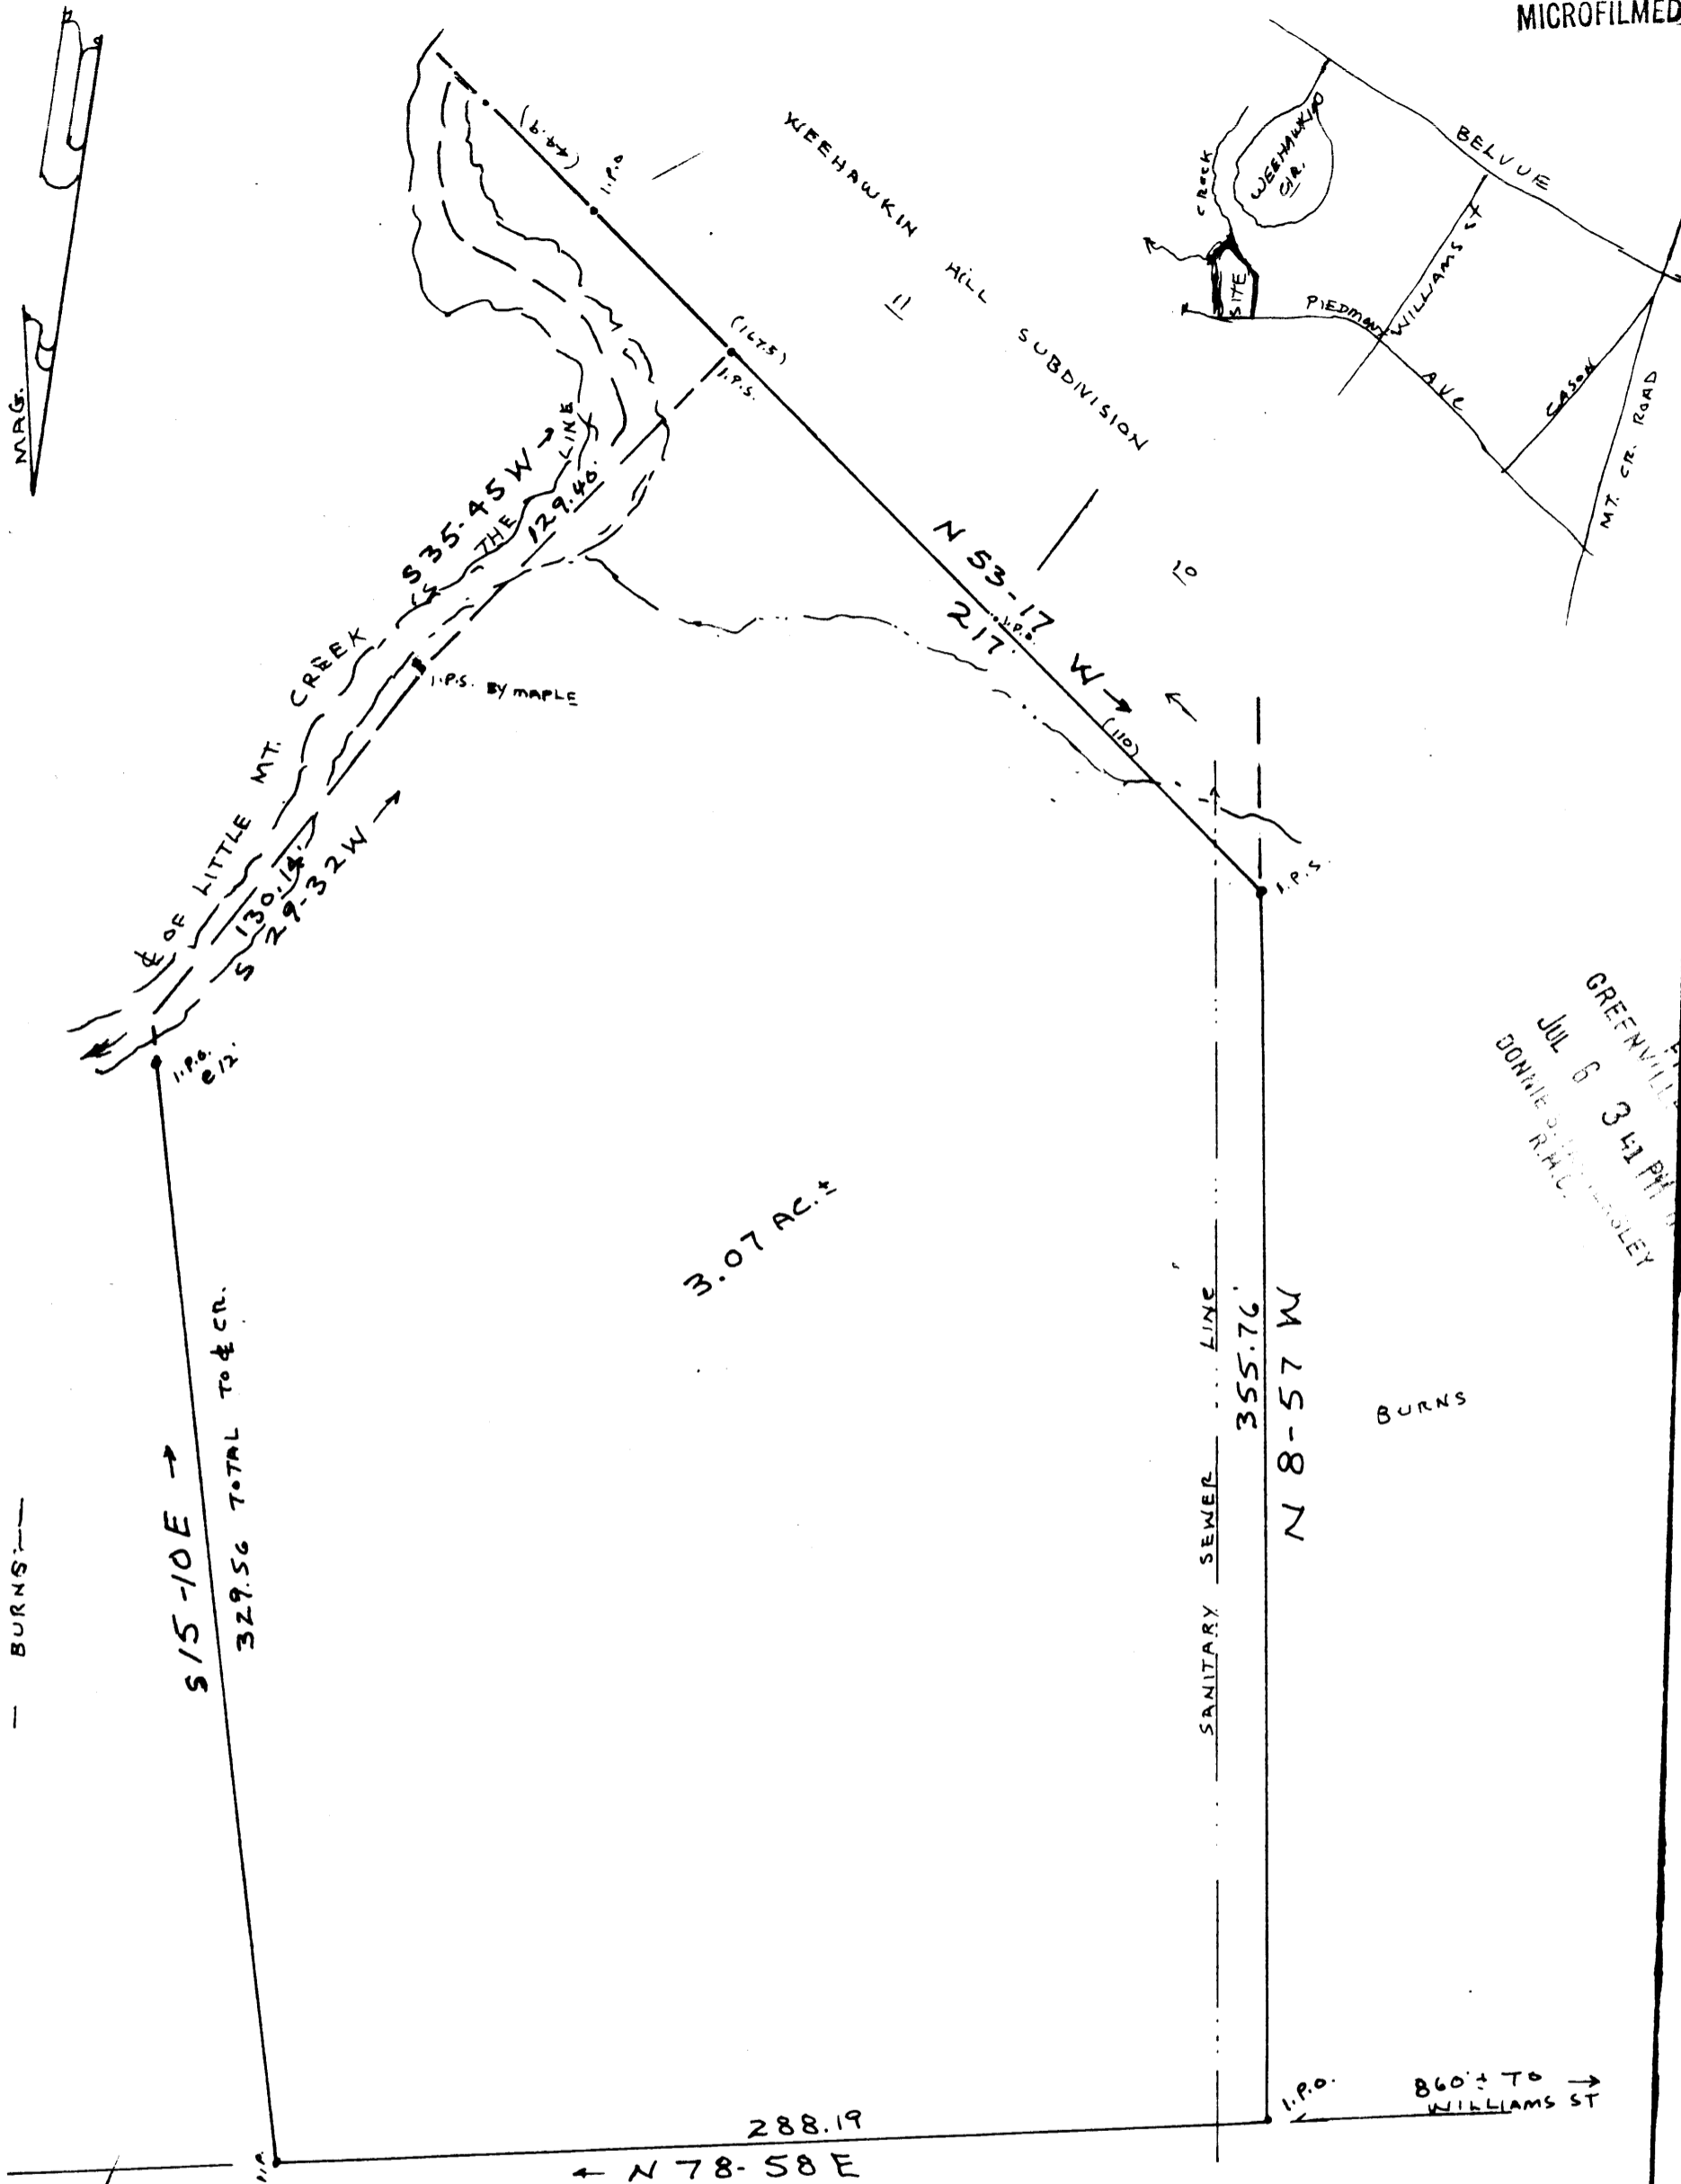 MICROFILMED
MAG.
I.P.O
WEEHAWKIN HILL SUBDIVISION
11
10
CREEK
WEEHAWKIN
CIR.
BELVUE
WILLIAMS ST
SITE
PIEDMONT AVE
CASON
MT. CR. ROAD
(167.5)
I.P.S.
S 35-45 W →
129.40
℄ OF LITTLE MT. CREEK IS THE LINE
N 53-17 W →
217
I.P.O.
(110)
I.P.S. BY MAPLE
130.14
S 29-32 W →
I.P.S
I.P.O.
@ 12'
GREENVILLE
JUL 6 3 41 PM
DONNIE S.
R.M.C.
3.07 AC. ±
S 15-10 E →
329.56 TOTAL TO ℄ CR.
BURNS
SANITARY SEWER LINE
355.76'
N 8-57 W
BURNS
I.P.O.
860'± TO →
WILLIAMS ST
288.19
← N 78-58 E